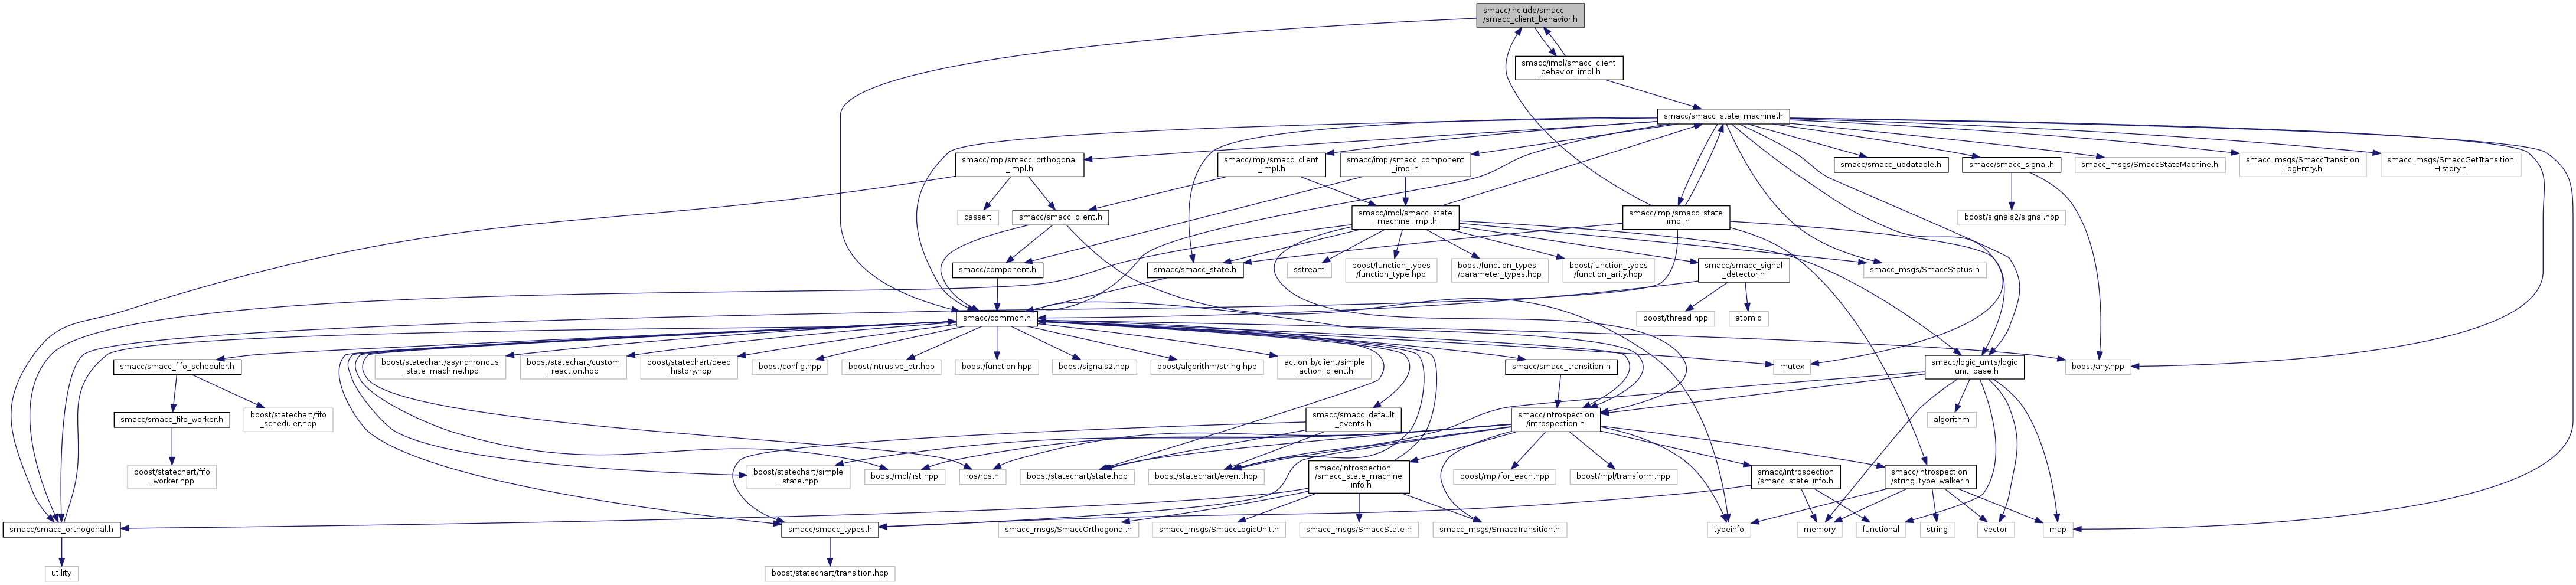 smacc/include/smacc
/smacc_client_behavior.h
smacc/impl/smacc_client
_behavior_impl.h
smacc/smacc_state_machine.h
smacc/impl/smacc_orthogonal
_impl.h
smacc/impl/smacc_client
_impl.h
smacc/impl/smacc_component
_impl.h
smacc/smacc_updatable.h
smacc/smacc_signal.h
smacc_msgs/SmaccStateMachine.h
smacc_msgs/SmaccTransition
LogEntry.h
smacc_msgs/SmaccGetTransition
History.h
cassert
smacc/smacc_client.h
smacc/impl/smacc_state
_machine_impl.h
smacc/impl/smacc_state
_impl.h
boost/signals2/signal.hpp
smacc/component.h
smacc/smacc_state.h
sstream
boost/function_types
/function_type.hpp
boost/function_types
/parameter_types.hpp
boost/function_types
/function_arity.hpp
smacc/smacc_signal
_detector.h
smacc_msgs/SmaccStatus.h
smacc/common.h
boost/thread.hpp
atomic
smacc/smacc_fifo_scheduler.h
boost/statechart/asynchronous
_state_machine.hpp
boost/statechart/custom
_reaction.hpp
boost/statechart/deep
_history.hpp
boost/config.hpp
boost/intrusive_ptr.hpp
boost/function.hpp
boost/signals2.hpp
boost/algorithm/string.hpp
actionlib/client/simple
_action_client.h
smacc/smacc_transition.h
mutex
smacc/logic_units/logic
_unit_base.h
boost/any.hpp
smacc/smacc_fifo_worker.h
boost/statechart/fifo
_scheduler.hpp
smacc/smacc_default
_events.h
smacc/introspection
/introspection.h
algorithm
boost/statechart/fifo
_worker.hpp
boost/statechart/simple
_state.hpp
boost/mpl/list.hpp
ros/ros.h
boost/statechart/state.hpp
boost/statechart/event.hpp
smacc/introspection
/smacc_state_machine
_info.h
boost/mpl/for_each.hpp
boost/mpl/transform.hpp
smacc/introspection
/smacc_state_info.h
smacc/introspection
/string_type_walker.h
smacc/smacc_orthogonal.h
smacc/smacc_types.h
smacc_msgs/SmaccOrthogonal.h
smacc_msgs/SmaccLogicUnit.h
smacc_msgs/SmaccState.h
smacc_msgs/SmaccTransition.h
typeinfo
memory
functional
string
vector
map
utility
boost/statechart/transition.hpp